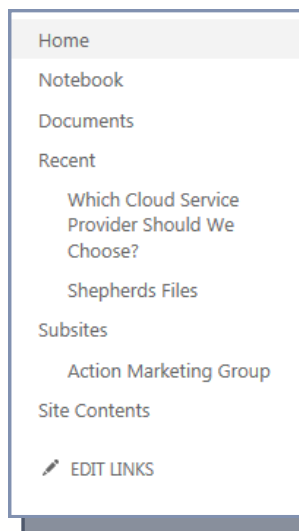 Home
Notebook
Documents
Recent
Which Cloud Service
Provider Should We
Choose?
Shepherds Files
Subsites
Action Marketing Group
Site Contents
EDIT LINKS